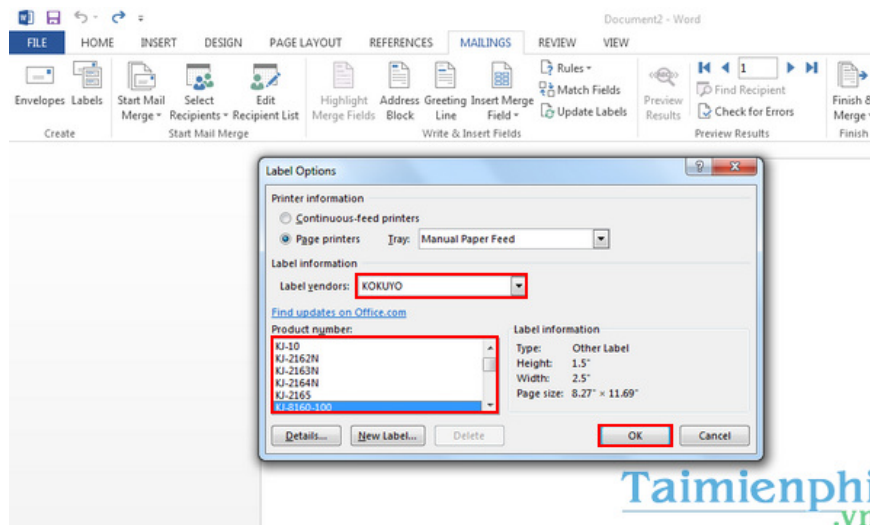 Document2 - Word
FILE HOME INSERT DESIGN PAGE LAYOUT REFERENCES MAILINGS REVIEW VIEW
Envelopes Labels
Create
Start Mail Merge
Select Recipients
Edit Recipient List
Start Mail Merge
Highlight Merge Fields
Address Block
Greeting Line
Insert Merge Field
Write & Insert Fields
Rules
Match Fields
Update Labels
Preview Results
1
Find Recipient
Check for Errors
Preview Results
Finish & Merge
Finish
Label Options
Printer information
Continuous-feed printers
Page printers Tray: Manual Paper Feed
Label information
Label vendors: KOKUYO
Find updates on Office.com
Product number:
KJ-10
KJ-2162N
KJ-2163N
KJ-2164N
KJ-2165
KJ-8160-100
Label information
Type: Other Label
Height: 1.5"
Width: 2.5"
Page size: 8.27" × 11.69"
Details... New Label... Delete OK Cancel
Taimienphi
.vn